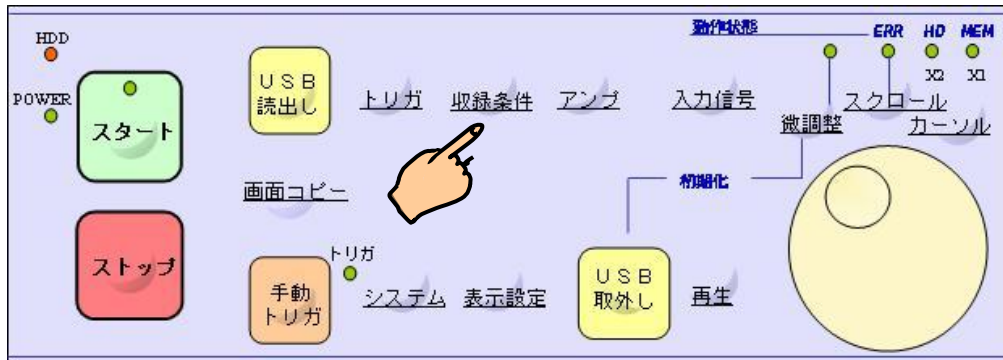 動作状態
ERR HD MEM
HDD
X2 X1
POWER
スタート
USB
読出し
トリガ 収録条件 アンプ 入力信号
スクロール
微調整 カーソル
画面コピー
初期化
ストップ
トリガ
手動
トリガ
システム 表示設定
USB
取外し
再生